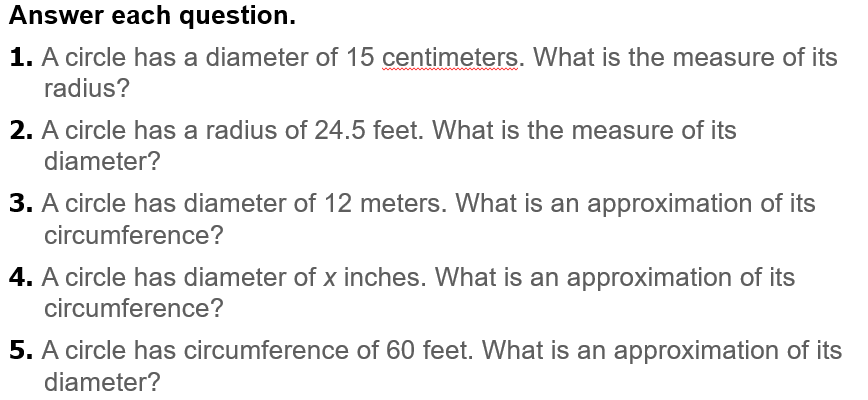 Answer each question.
1. A circle has a diameter of 15 centimeters. What is the measure of its
radius?
2. A circle has a radius of 24.5 feet. What is the measure of its
diameter?
3. A circle has diameter of 12 meters. What is an approximation of its
circumference?
4. A circle has diameter of x inches. What is an approximation of its
circumference?
5. A circle has circumference of 60 feet. What is an approximation of its
diameter?